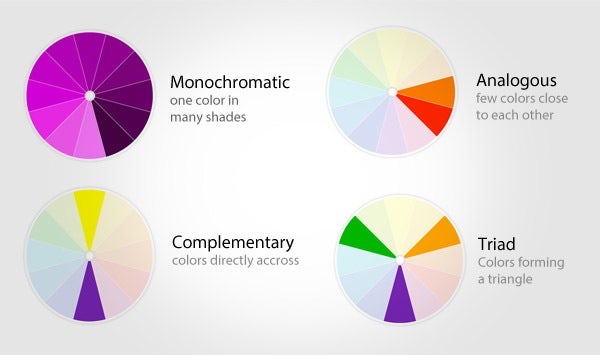 Monochromatic
one color in
many shades
Analogous
few colors close
to each other
Complementary
colors directly accross
Triad
Colors forming
a triangle